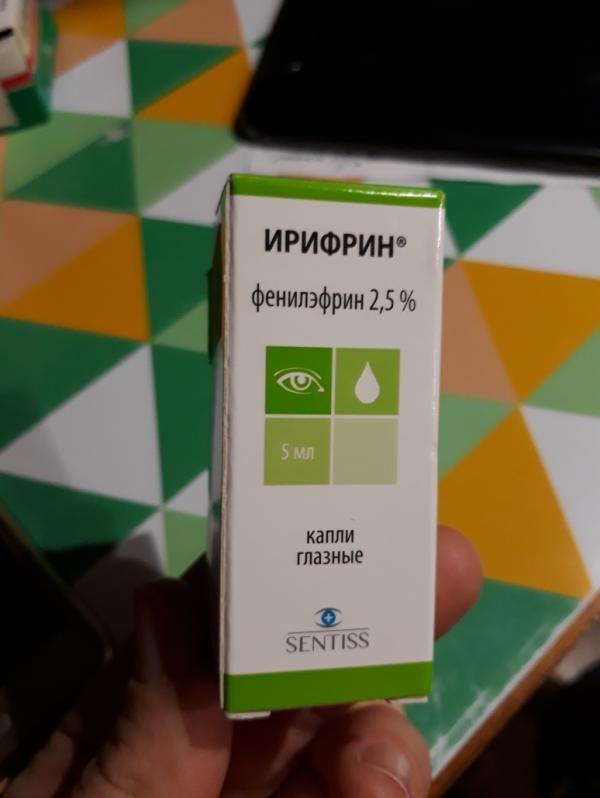 ИРИФРИН®
фенилэфрин 2,5 %
5 мл
капли
глазные
SENTISS